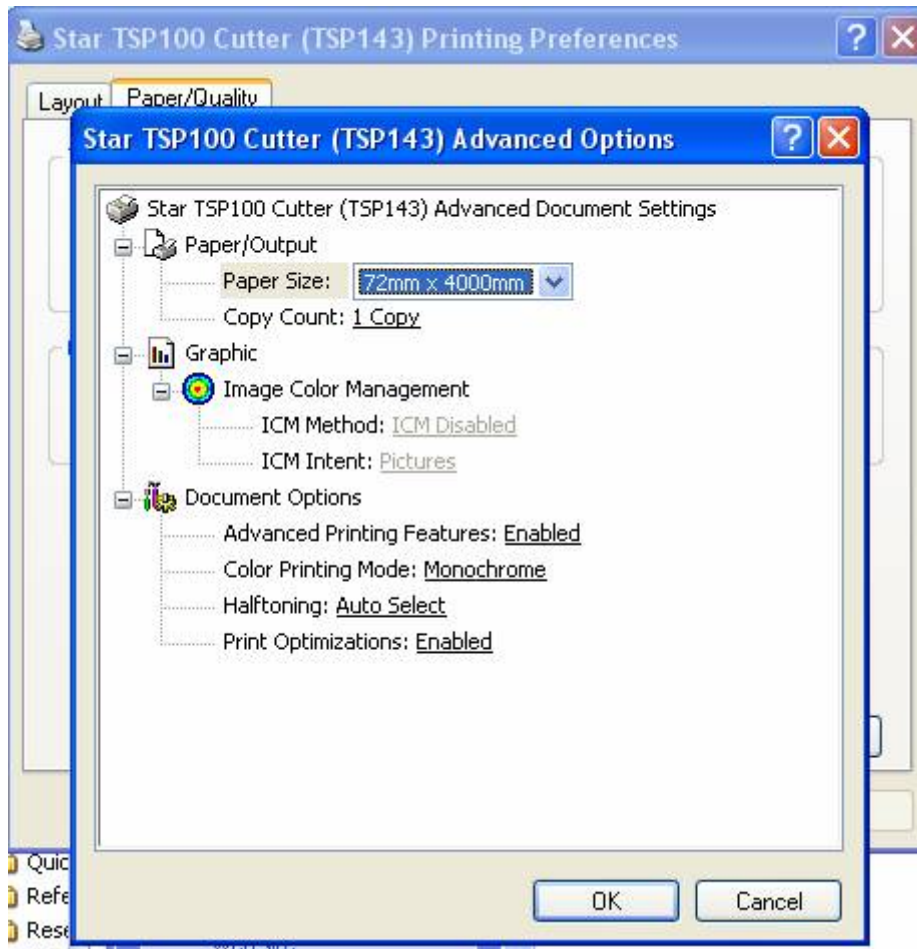 Star TSP100 Cutter (TSP143) Printing Preferences
Layout Paper/Quality
Star TSP100 Cutter (TSP143) Advanced Options
Star TSP100 Cutter (TSP143) Advanced Document Settings
Paper/Output
Paper Size: 72mm x 4000mm
Copy Count: 1 Copy
Graphic
Image Color Management
ICM Method: ICM Disabled
ICM Intent: Pictures
Document Options
Advanced Printing Features: Enabled
Color Printing Mode: Monochrome
Halftoning: Auto Select
Print Optimizations: Enabled
Quic
Refe
Rese
OK Cancel